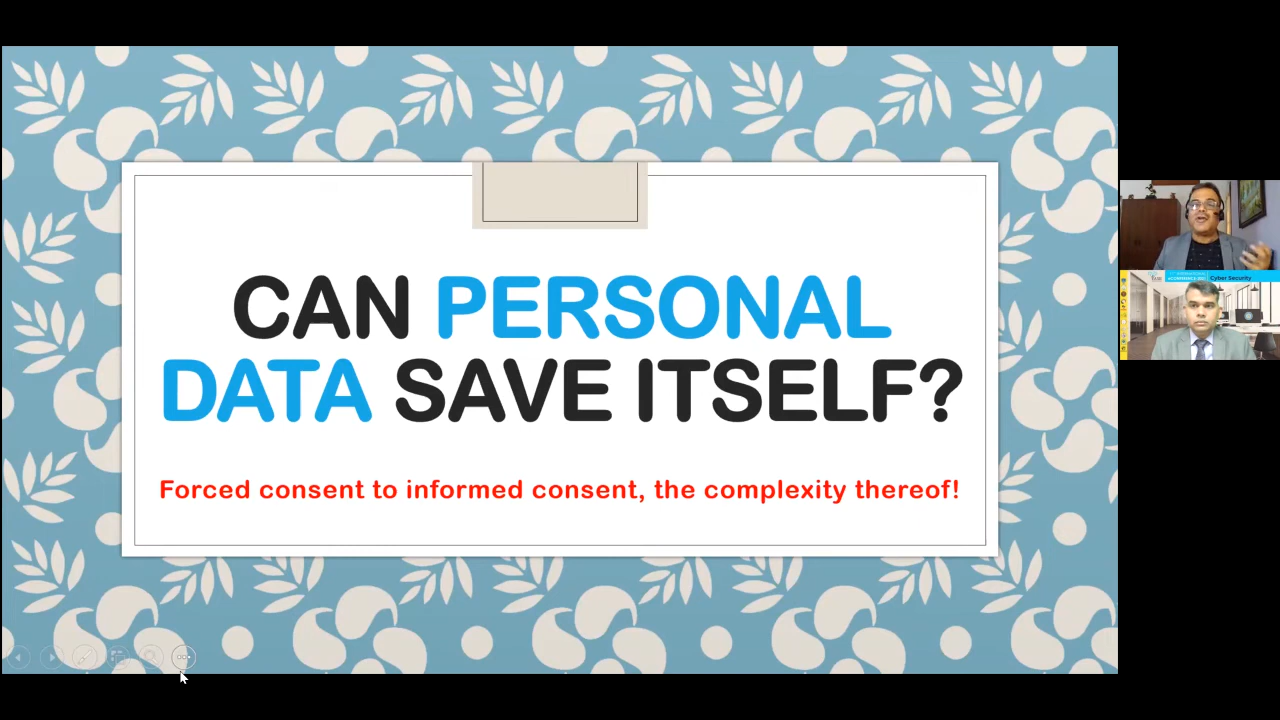 CAN PERSONAL
DATA SAVE ITSELF?
Forced consent to informed consent, the complexity thereof!
Cyber Security